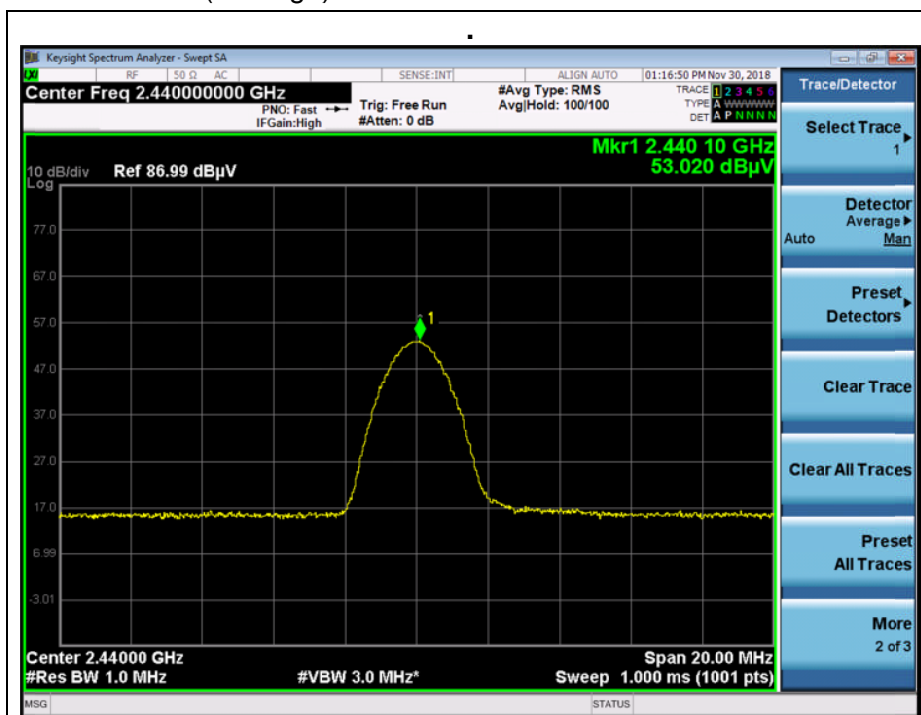 Keysight Spectrum Analyzer - Swept SA
LXI RF 50 Ω AC SENSE:INT ALIGN AUTO 01:16:50 PM Nov 30, 2018
Center Freq 2.440000000 GHz
PNO: Fast
IFGain:High
Trig: Free Run
#Atten: 0 dB
#Avg Type: RMS
Avg|Hold: 100/100
TRACE 1 2 3 4 5 6
TYPE A WWWWW
DET A P N N N N
Mkr1 2.440 10 GHz
53.020 dBµV
10 dB/div Ref 86.99 dBµV
Log
77.0
67.0
57.0
47.0
37.0
27.0
17.0
6.99
-3.01
1
Center 2.44000 GHz Span 20.00 MHz
#Res BW 1.0 MHz #VBW 3.0 MHz* Sweep 1.000 ms (1001 pts)
MSG STATUS
Trace/Detector
Select Trace
1
Detector
Average
Auto Man
Preset
Detectors
Clear Trace
Clear All Traces
Preset
All Traces
More
2 of 3